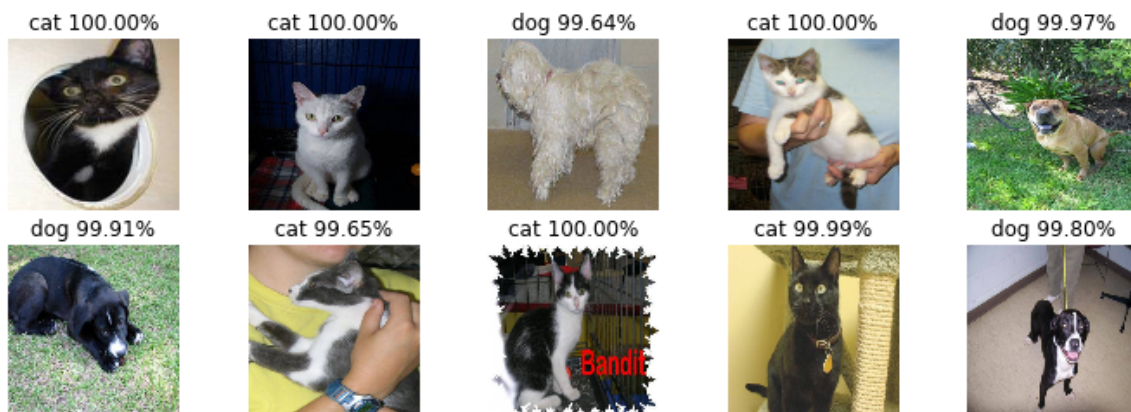 cat 100.00%
cat 100.00%
dog 99.64%
cat 100.00%
dog 99.97%
dog 99.91%
cat 99.65%
cat 100.00%
cat 99.99%
dog 99.80%
Bandit